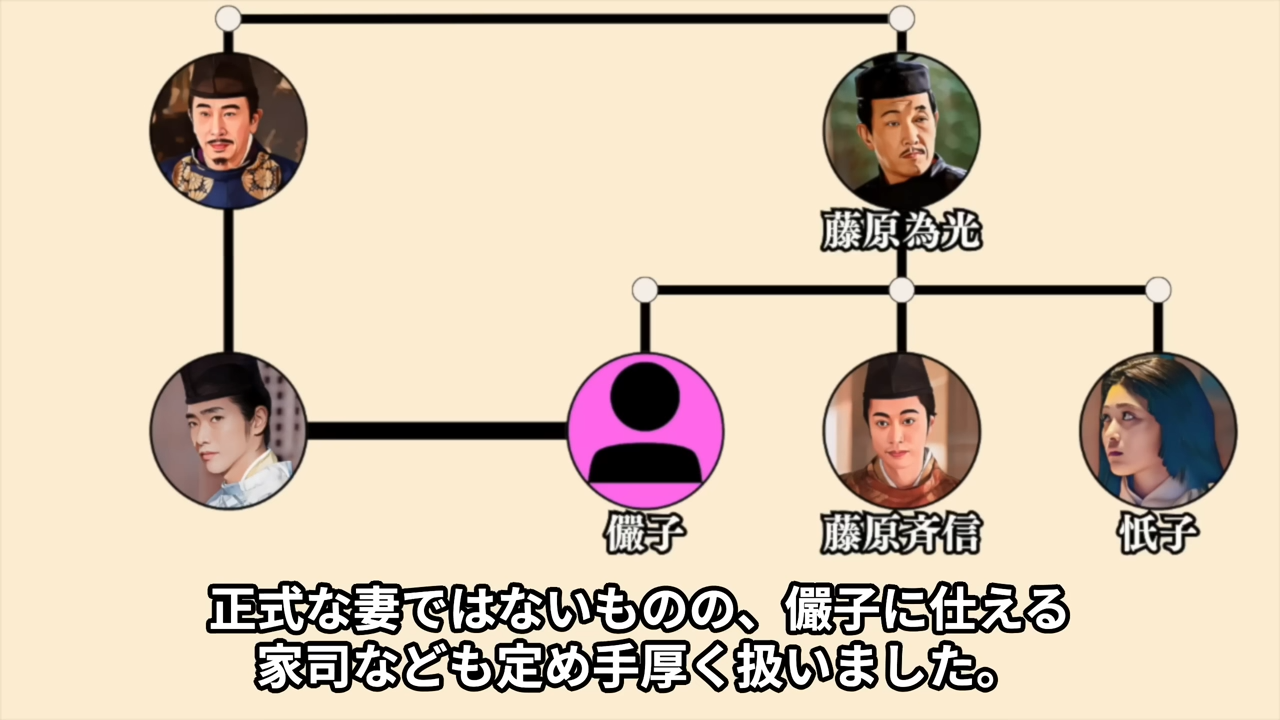 藤原為光
儼子
藤原斉信
忯子
正式な妻ではないものの、儼子に仕える
家司なども定め手厚く扱いました。